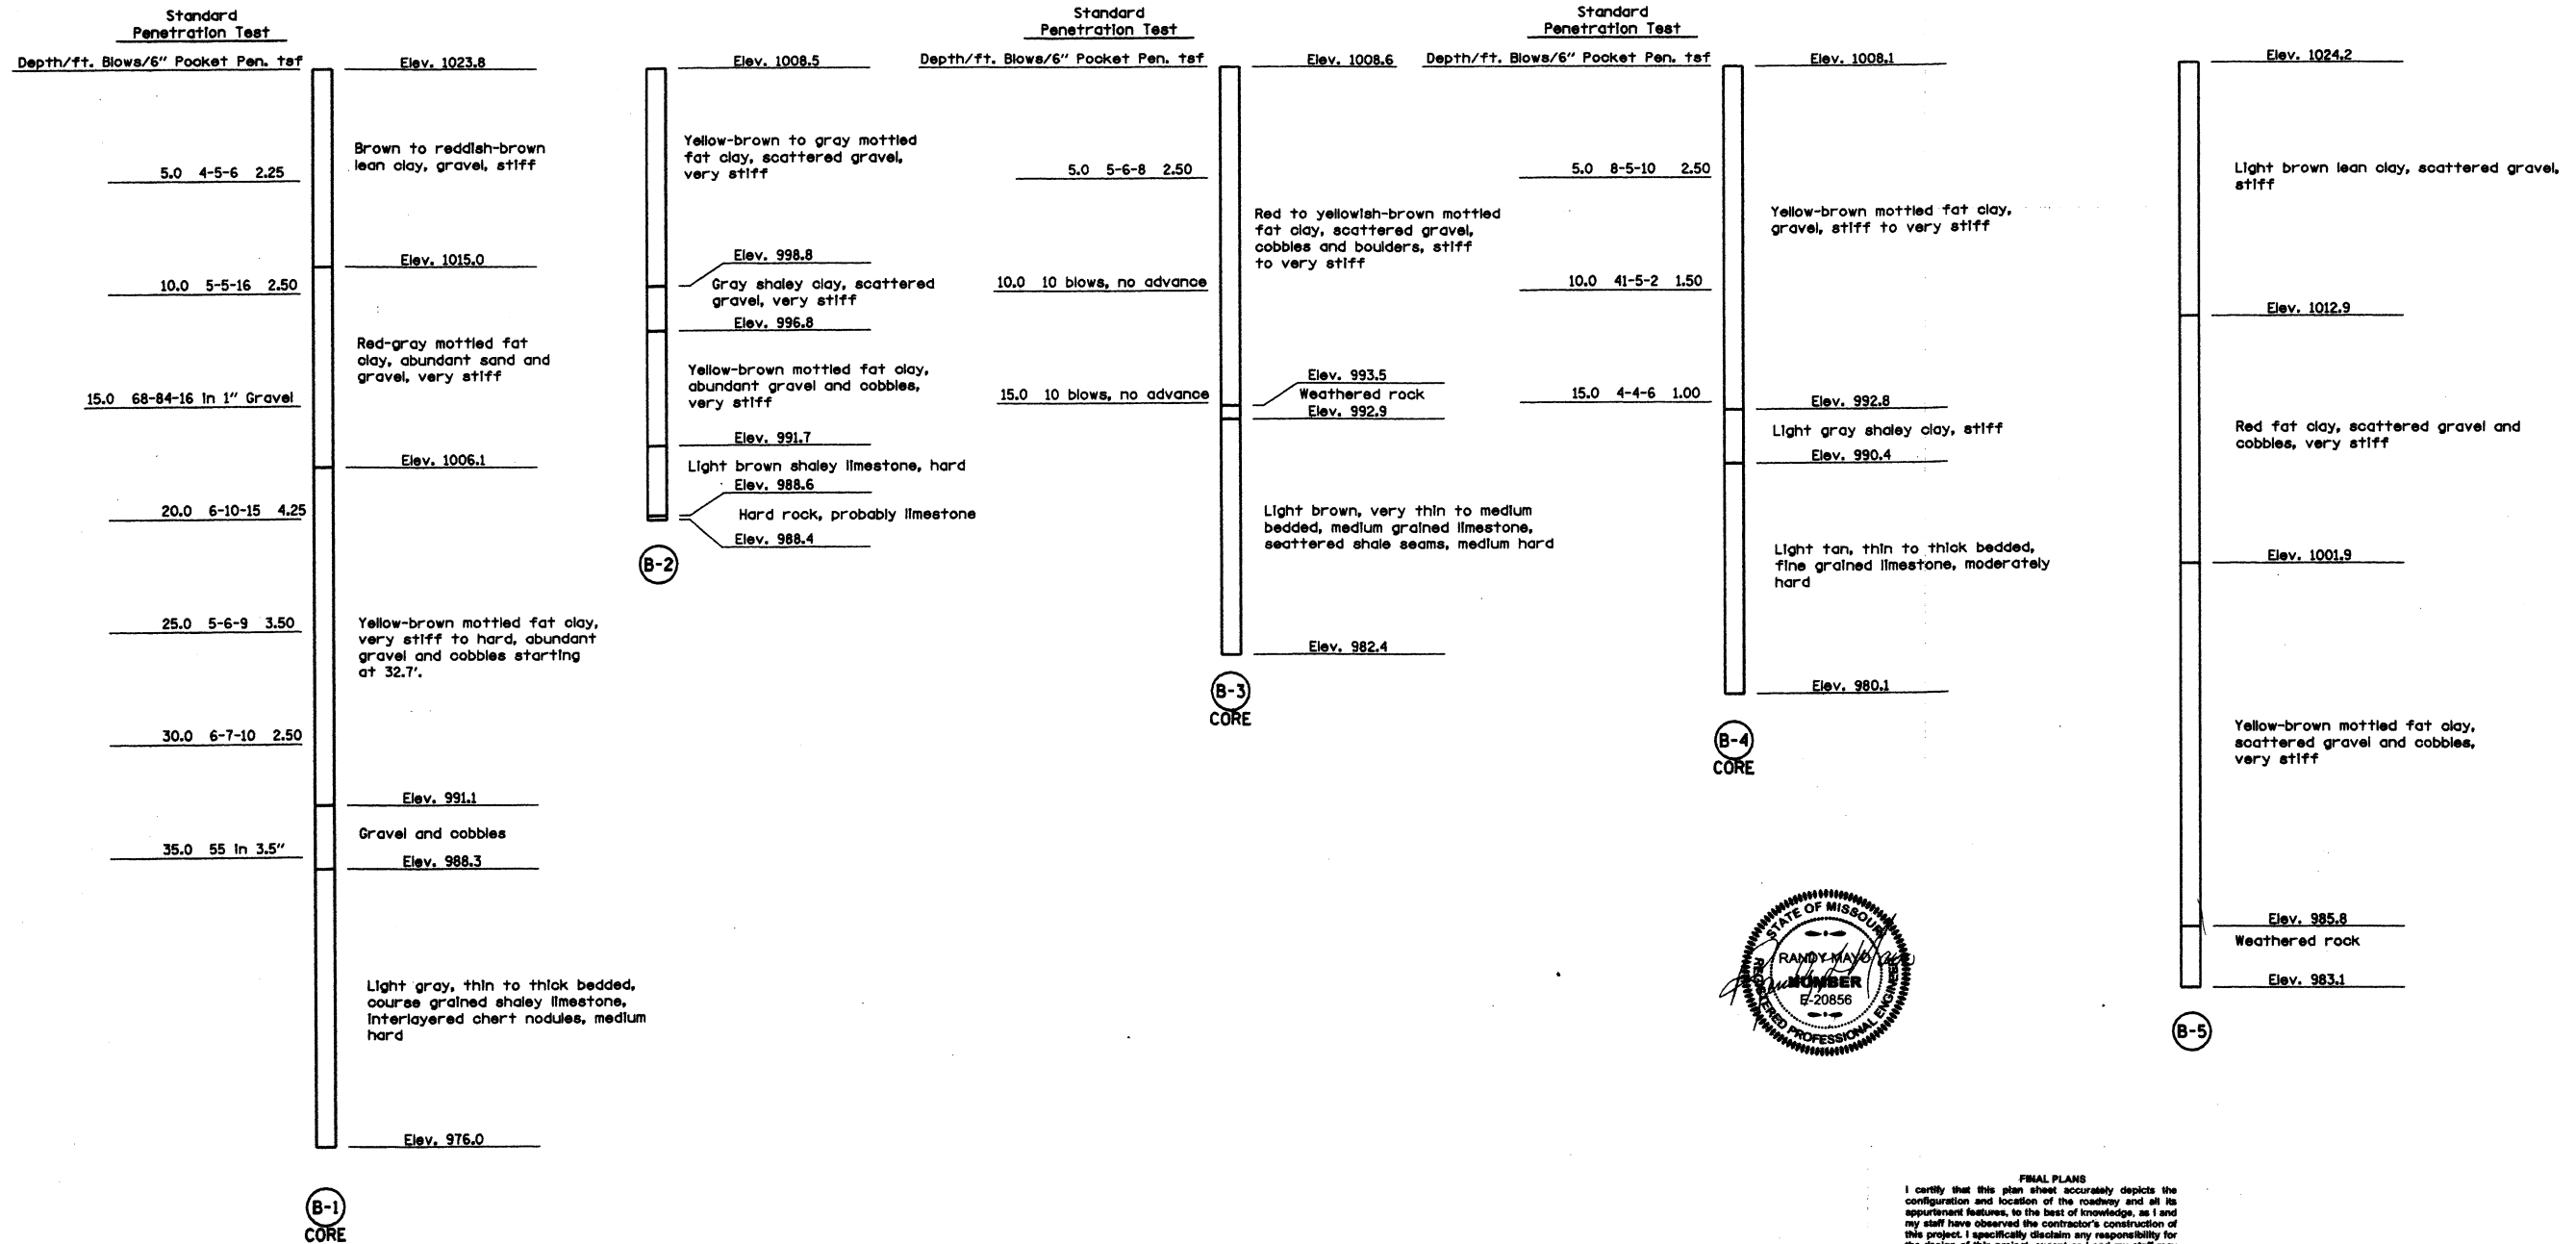 Standard
Penetration Test
Depth/ft. Blows/6" Pocket Pen. tsf
Elev. 1023.8
Brown to reddish-brown
lean clay, gravel, stiff
5.0 4-5-6 2.25
Elev. 1015.0
10.0 5-5-16 2.50
Red-gray mottled fat
clay, abundant sand and
gravel, very stiff
15.0 68-84-16 in 1" Gravel
Elev. 1006.1
20.0 6-10-15 4.25
25.0 5-6-9 3.50
Yellow-brown mottled fat clay,
very stiff to hard, abundant
gravel and cobbles starting
at 32.7'.
30.0 6-7-10 2.50
Elev. 991.1
Gravel and cobbles
35.0 55 in 3.5"
Elev. 988.3
Light gray, thin to thick bedded,
course grained shaley limestone,
interlayered chert nodules, medium
hard
Elev. 976.0
B-1
CORE
Elev. 1008.5
Yellow-brown to gray mottled
fat clay, scattered gravel,
very stiff
Elev. 998.8
Gray shaley clay, scattered
gravel, very stiff
Elev. 996.8
Yellow-brown mottled fat clay,
abundant gravel and cobbles,
very stiff
Elev. 991.7
Light brown shaley limestone, hard
Elev. 988.6
Hard rock, probably limestone
Elev. 988.4
B-2
Standard
Penetration Test
Depth/ft. Blows/6" Pocket Pen. tsf
Elev. 1008.6
5.0 5-6-8 2.50
Red to yellowish-brown mottled
fat clay, scattered gravel,
cobbles and boulders, stiff
to very stiff
10.0 10 blows, no advance
Elev. 993.5
Weathered rock
15.0 10 blows, no advance
Elev. 992.9
Light brown, very thin to medium
bedded, medium grained limestone,
seattered shale seams, medium hard
Elev. 982.4
B-3
CORE
Standard
Penetration Test
Depth/ft. Blows/6" Pocket Pen. tsf
Elev. 1008.1
5.0 8-5-10 2.50
Yellow-brown mottled fat clay,
gravel, stiff to very stiff
10.0 41-5-2 1.50
15.0 4-4-6 1.00
Elev. 992.8
Light gray shaley clay, stiff
Elev. 990.4
Light tan, thin to thick bedded,
fine grained limestone, moderately
hard
Elev. 980.1
B-4
CORE
Elev. 1024.2
Light brown lean clay, scattered gravel,
stiff
Elev. 1012.9
Red fat clay, scattered gravel and
cobbles, very stiff
Elev. 1001.9
Yellow-brown mottled fat clay,
scattered gravel and cobbles,
very stiff
Elev. 985.8
Weathered rock
Elev. 983.1
B-5
STATE OF MISSOURI
RANDY MAYO
NUMBER
E-20856
REGISTERED PROFESSIONAL ENGINEER
FINAL PLANS
I certify that this plan sheet accurately depicts the
configuration and location of the roadway and all its
appurtenant features, to the best of knowledge, as I and
my staff have observed the contractor's construction of
this project. I specifically disclaim any responsibility for